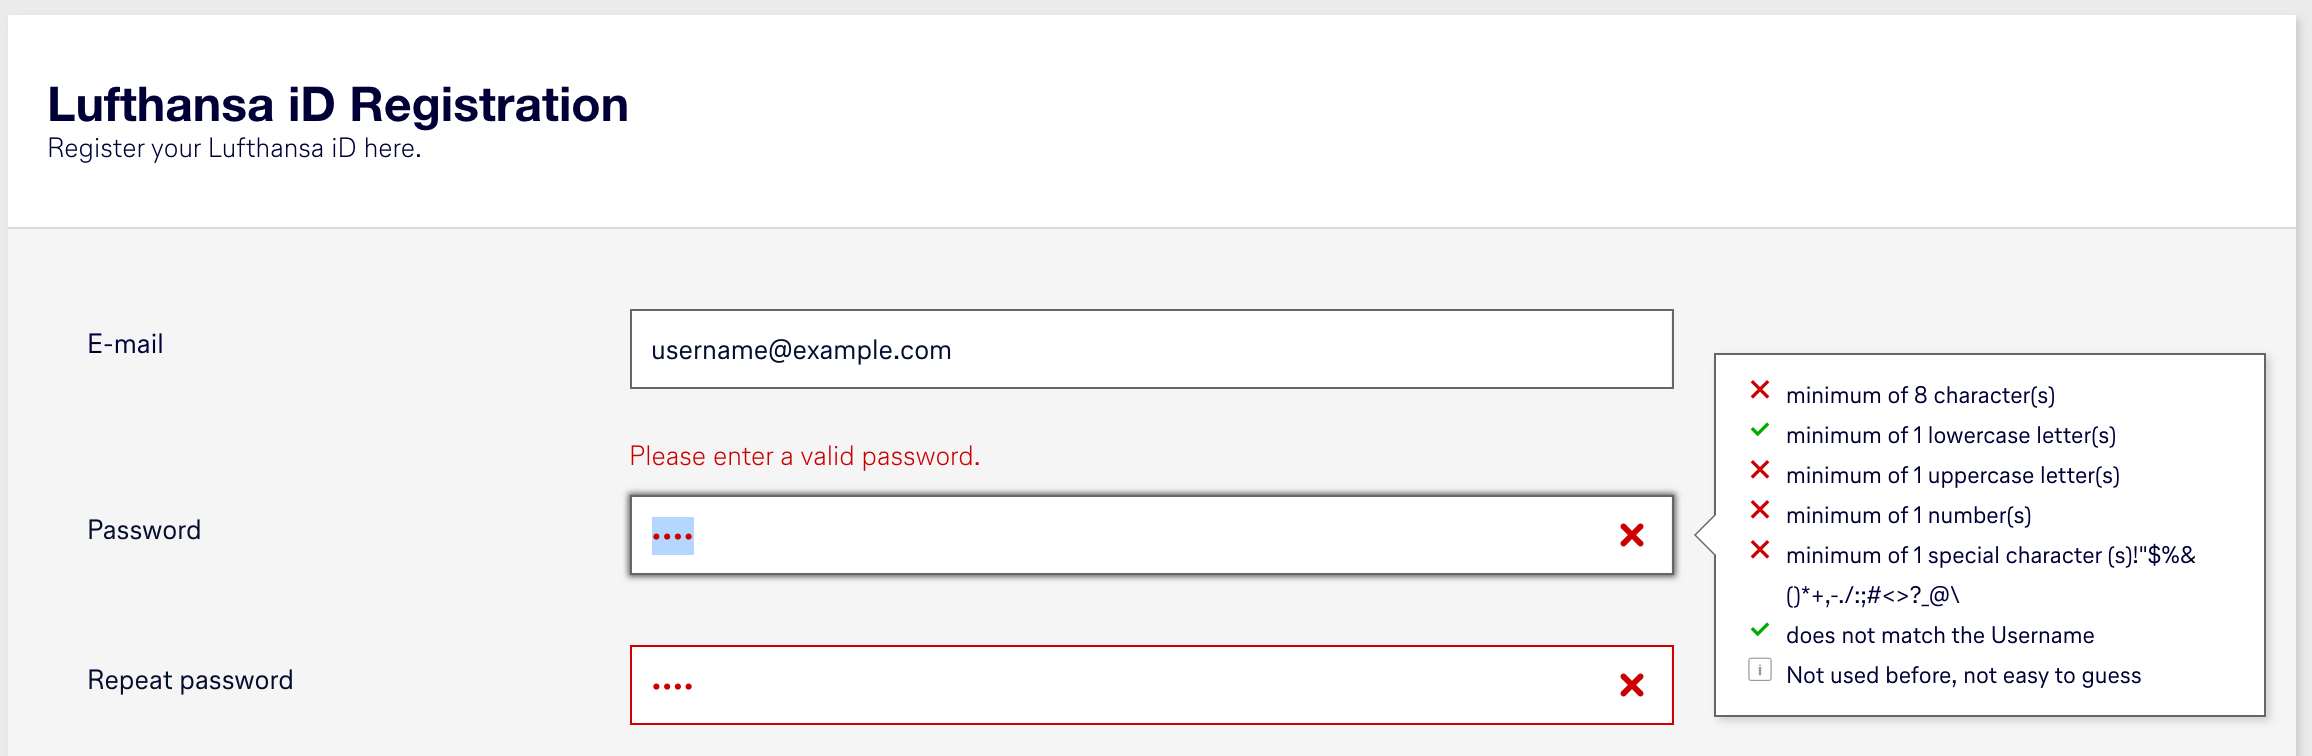 Lufthansa iD Registration
Register your Lufthansa iD here.
E-mail
username@example.com
Please enter a valid password.
Password
••••
Repeat password
••••
minimum of 8 character(s)
minimum of 1 lowercase letter(s)
minimum of 1 uppercase letter(s)
minimum of 1 number(s)
minimum of 1 special character (s)!"$%&
()*+,-./:;#<>?_@\
does not match the Username
i Not used before, not easy to guess